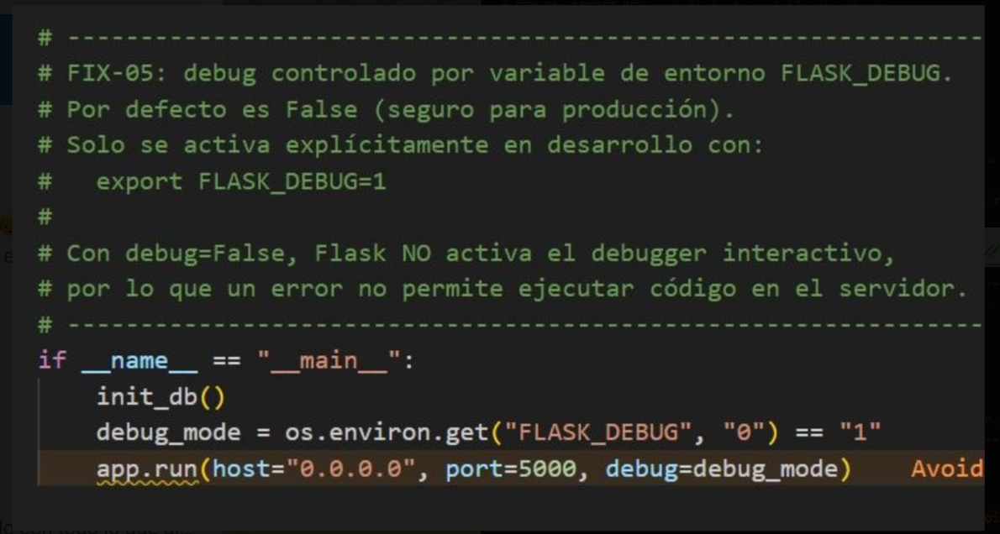 # ---------------------------------------------------------------
# FIX-05: debug controlado por variable de entorno FLASK_DEBUG.
# Por defecto es False (seguro para producción).
# Solo se activa explícitamente en desarrollo con:
#   export FLASK_DEBUG=1
#
# Con debug=False, Flask NO activa el debugger interactivo,
# por lo que un error no permite ejecutar código en el servidor.
# ---------------------------------------------------------------
if __name__ == "__main__":
    init_db()
    debug_mode = os.environ.get("FLASK_DEBUG", "0") == "1"
    app.run(host="0.0.0.0", port=5000, debug=debug_mode)    Avoid